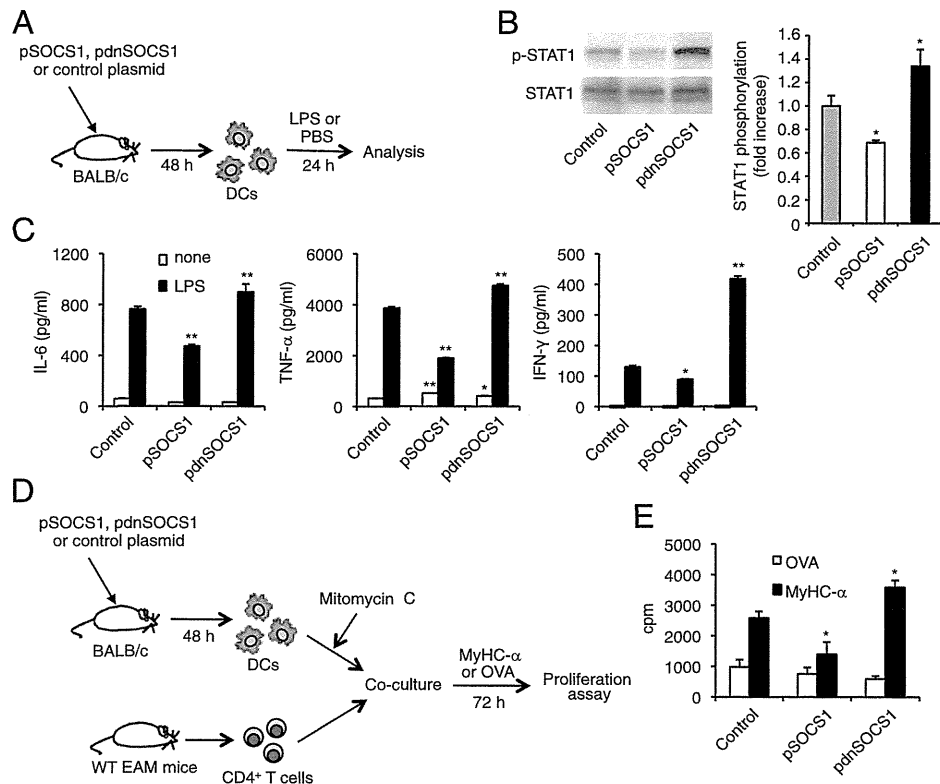 A
pSOCS1, pdnSOCS1
or control plasmid
BALB/c
48 h
DCs
LPS or
PBS
24 h
Analysis
B
p-STAT1
STAT1
Control
pSOCS1
pdnSOCS1
STAT1 phosphorylation
(fold increase)
1.6
1.4
1.2
1.0
0.8
0.6
0.4
0.2
0
*
*
Control
pSOCS1
pdnSOCS1
C
IL-6 (pg/ml)
1200
800
400
0
none
LPS
**
**
Control
pSOCS1
pdnSOCS1
TNF-α (pg/ml)
6000
4000
2000
0
**
**
*
**
Control
pSOCS1
pdnSOCS1
IFN-γ (pg/ml)
500
400
300
200
100
0
*
**
Control
pSOCS1
pdnSOCS1
D
pSOCS1, pdnSOCS1
or control plasmid
BALB/c
48 h
DCs
Mitomycin C
WT EAM mice
CD4+ T cells
Co-culture
MyHC-α
or OVA
72 h
Proliferation
assay
E
cpm
5000
4000
3000
2000
1000
0
OVA
MyHC-α
*
*
Control
pSOCS1
pdnSOCS1